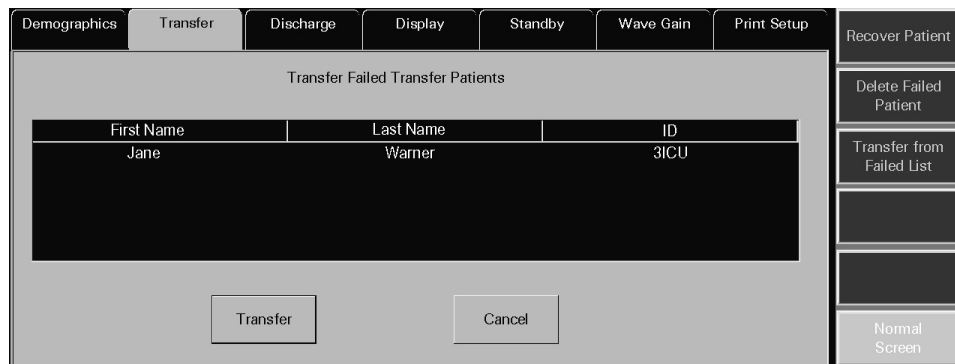 Demographics Transfer Discharge Display Standby Wave Gain Print Setup
Recover Patient
Transfer Failed Transfer Patients
Delete Failed
Patient
First Name Last Name ID
Jane Warner 3ICU
Transfer from
Failed List
Transfer Cancel
Normal
Screen